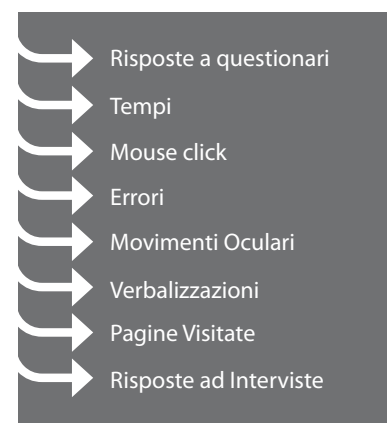 Risposte a questionari
Tempi
Mouse click
Errori
Movimenti Oculari
Verbalizzazioni
Pagine Visitate
Risposte ad Interviste